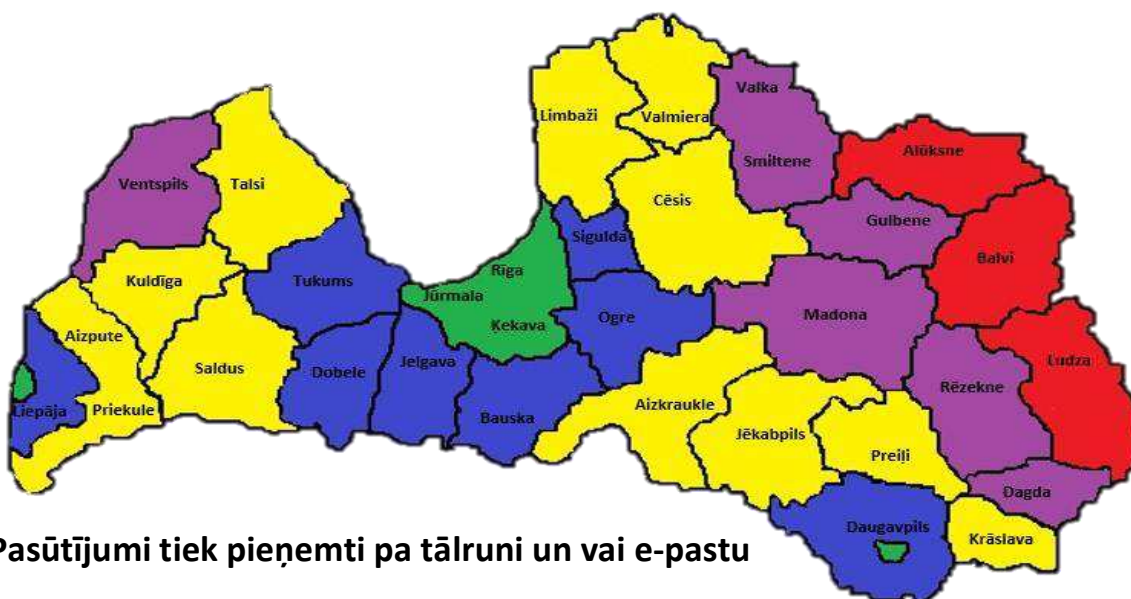 Valka
Limbaži
Valmiera
Alūksne
Smiltene
Ventspils
Talsi
Cēsis
Gulbene
Sigulda
Balvi
Rīga
Kuldīga
Tukums
Jūrmala
Madona
Ķekava
Ogre
Aizpute
Ludza
Saldus
Dobele
Jelgava
Rēzekne
Liepāja
Priekule
Bauska
Aizkraukle
Jēkabpils
Preiļi
Dagda
Daugavpils
Krāslava
Pasūtījumi tiek pieņemti pa tālruni un vai e-pastu